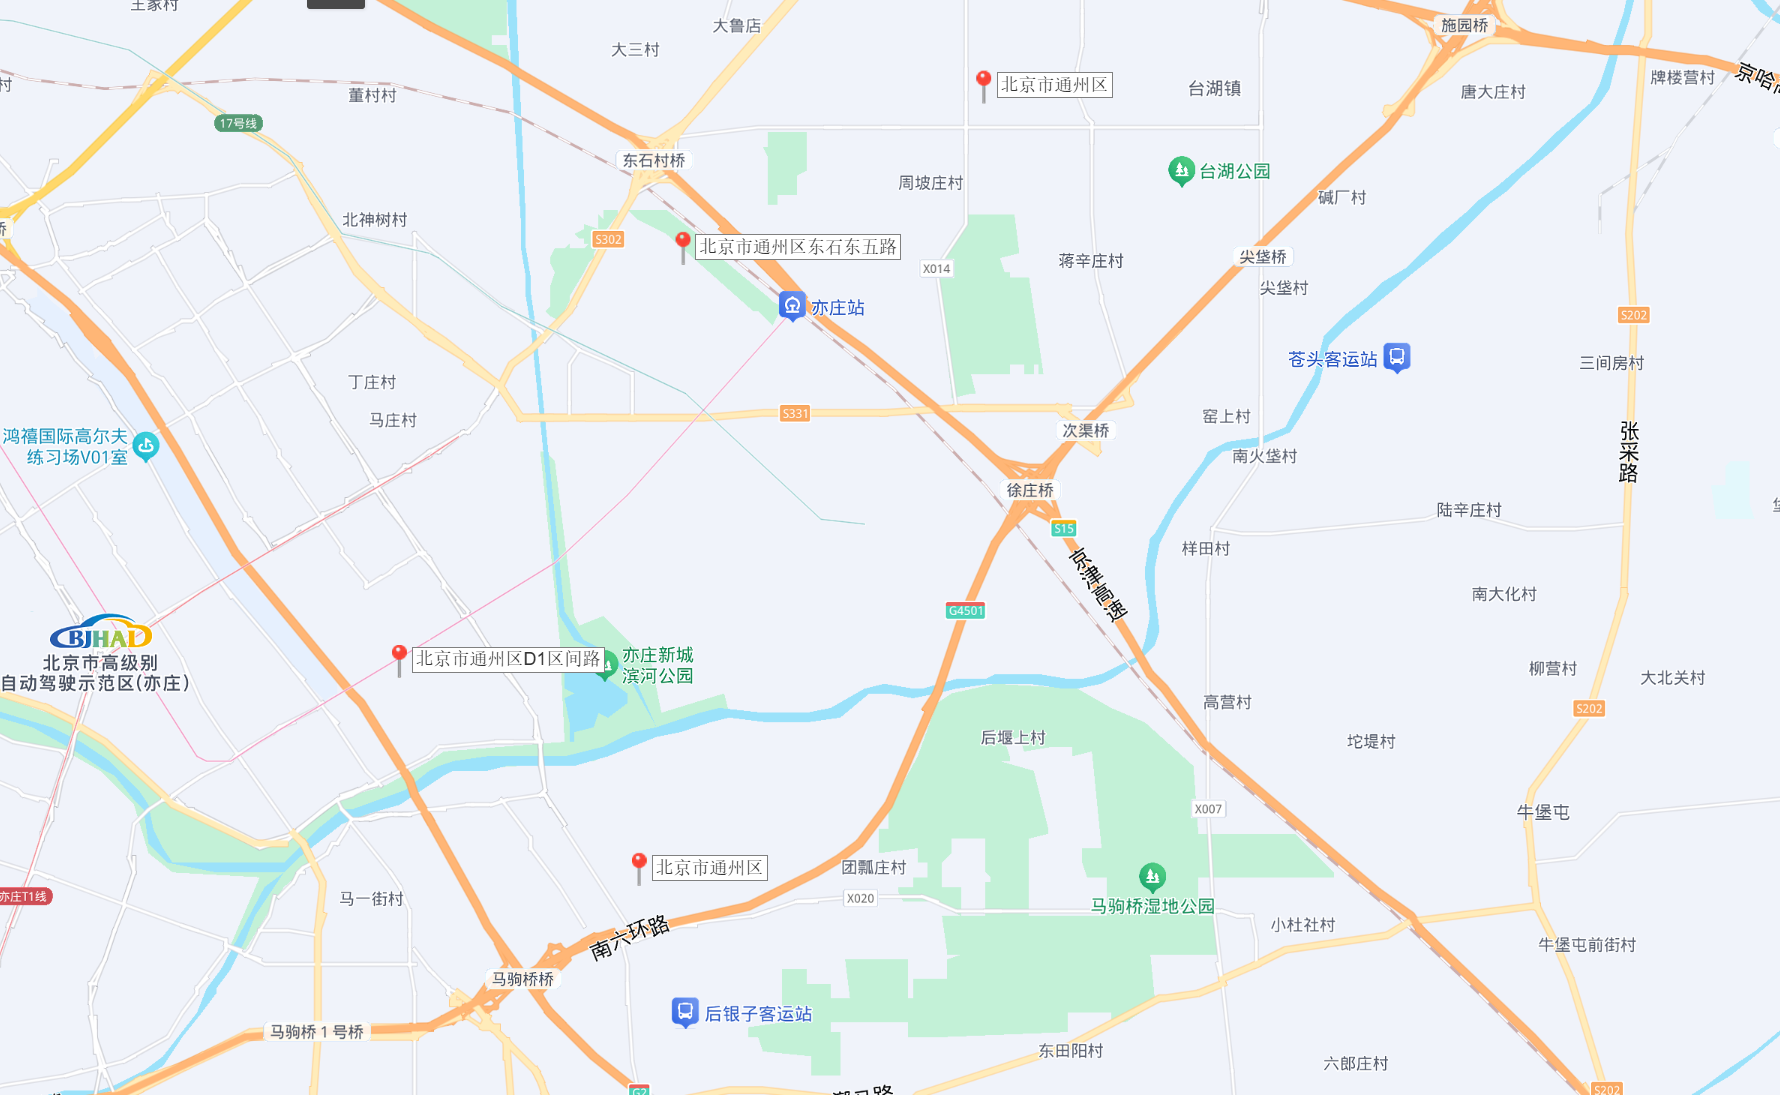 王家村
大鲁店
大三村
施园桥
牌楼营村
京哈高
村
董村村
北京市通州区
台湖镇
唐大庄村
17号线
东石村桥
台湖公园
周坡庄村
碱厂村
北神树村
桥
S302
北京市通州区东石东五路
X014
蒋辛庄村
尖垡桥
尖垡村
亦庄站
S202
苍头客运站
三间房村
丁庄村
马庄村
S331
窑上村
次渠桥
张采路
鸿禧国际高尔夫
练习场V01室
南火垡村
徐庄桥
陆辛庄村
S15
京津高速
样田村
南大化村
G4501
BJHAD
北京市高级别
自动驾驶示范区(亦庄)
北京市通州区D1区间路
亦庄新城
滨河公园
柳营村
大北关村
高营村
S202
后堰上村
坨堤村
X007
牛堡屯
北京市通州区
团瓢庄村
马驹桥湿地公园
亦庄T1线
马一街村
X020
南六环路
小杜社村
牛堡屯前街村
马驹桥桥
后银子客运站
马驹桥1号桥
东田阳村
六郎庄村
G2
S202